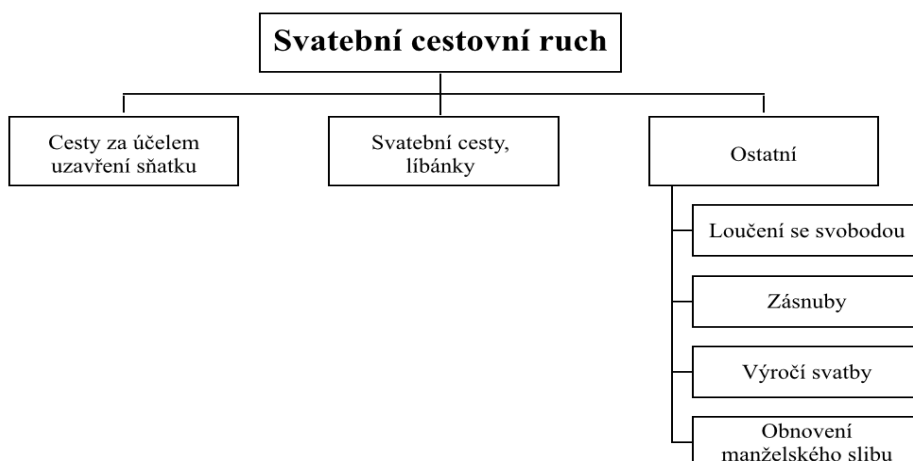 Svatební cestovní ruch
Cesty za účelem
uzavření sňatku
Svatební cesty,
líbánky
Ostatní
Loučení se svobodou
Zásnuby
Výročí svatby
Obnovení
manželského slibu